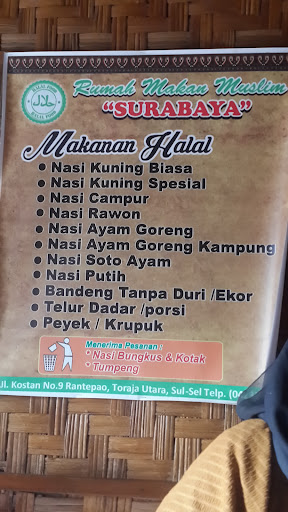 Rumah Makan Muslim
"SURABAYA"
Makanan Halal
• Nasi Kuning Biasa
• Nasi Kuning Spesial
• Nasi Campur
• Nasi Rawon
• Nasi Ayam Goreng
• Nasi Ayam Goreng Kampung
• Nasi Soto Ayam
• Nasi Putih
• Bandeng Tanpa Duri /Ekor
• Telur Dadar /porsi
• Peyek / Krupuk
Menerima Pesanan :
* Nasi Bungkus & Kotak
* Tumpeng
Jl. Kostan No.9 Rantepao, Toraja Utara, Sul-Sel Telp. (0